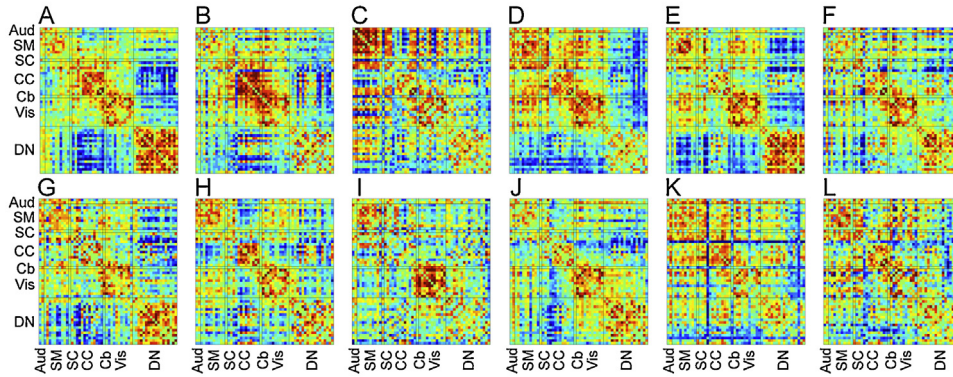 A B C D E F
Aud
SM
SC
CC
Cb
Vis
DN
G H I J K L
Aud
SM
SC
CC
Cb
Vis
DN
Aud SM SC CC Cb Vis DN Aud SM SC CC Cb Vis DN Aud SM SC CC Cb Vis DN Aud SM SC CC Cb Vis DN Aud SM SC CC Cb Vis DN Aud SM SC CC Cb Vis DN